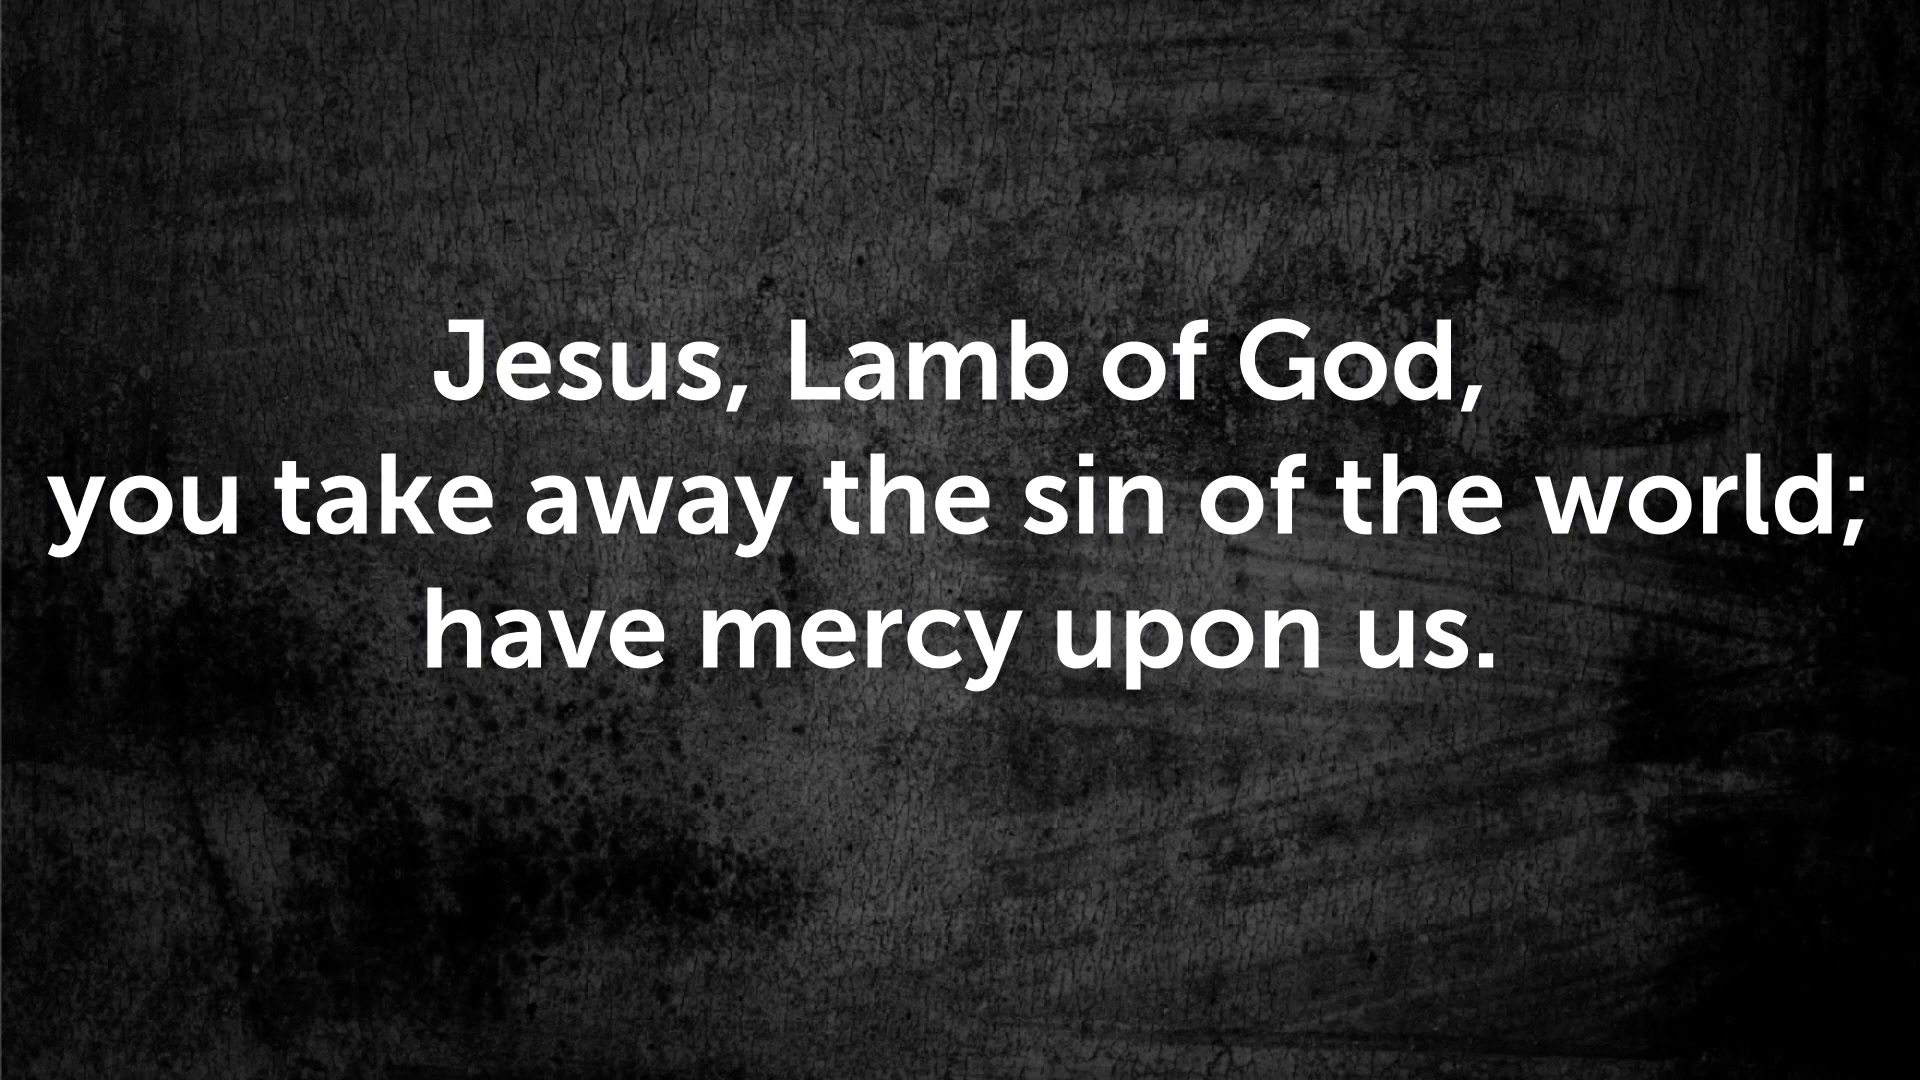 Jesus, Lamb of God,
you take away the sin of the world;
have mercy upon us.